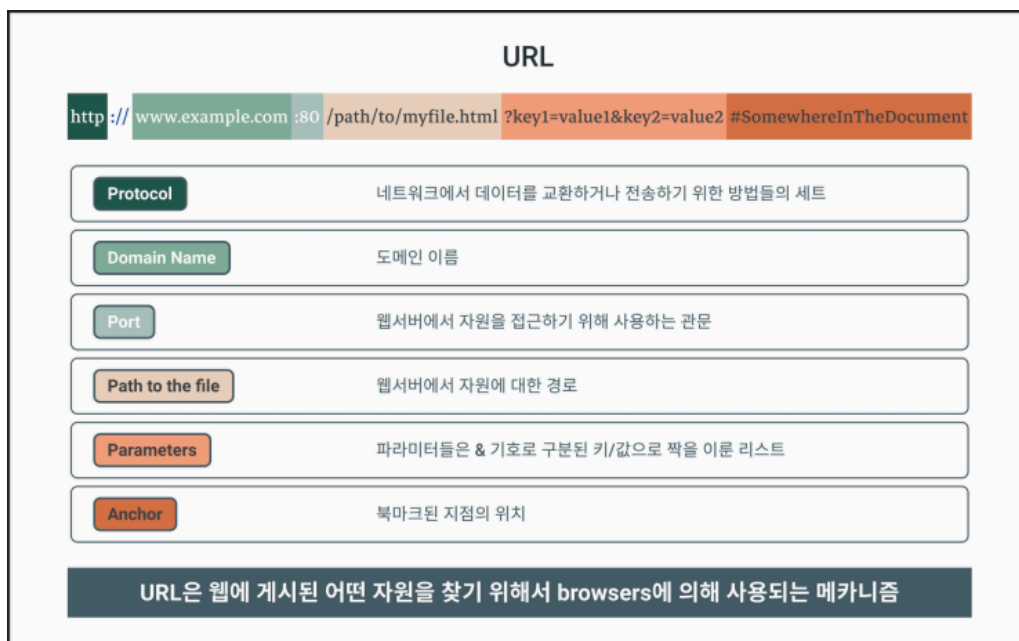 URL
http :// www.example.com :80 /path/to/myfile.html ?key1=value1&key2=value2 #SomewhereInTheDocument
Protocol 네트워크에서 데이터를 교환하거나 전송하기 위한 방법들의 세트
Domain Name 도메인 이름
Port 웹서버에서 자원을 접근하기 위해 사용하는 관문
Path to the file 웹서버에서 자원에 대한 경로
Parameters 파라미터들은 & 기호로 구분된 키/값으로 짝을 이룬 리스트
Anchor 북마크된 지점의 위치
URL은 웹에 게시된 어떤 자원을 찾기 위해서 browsers에 의해 사용되는 메카니즘